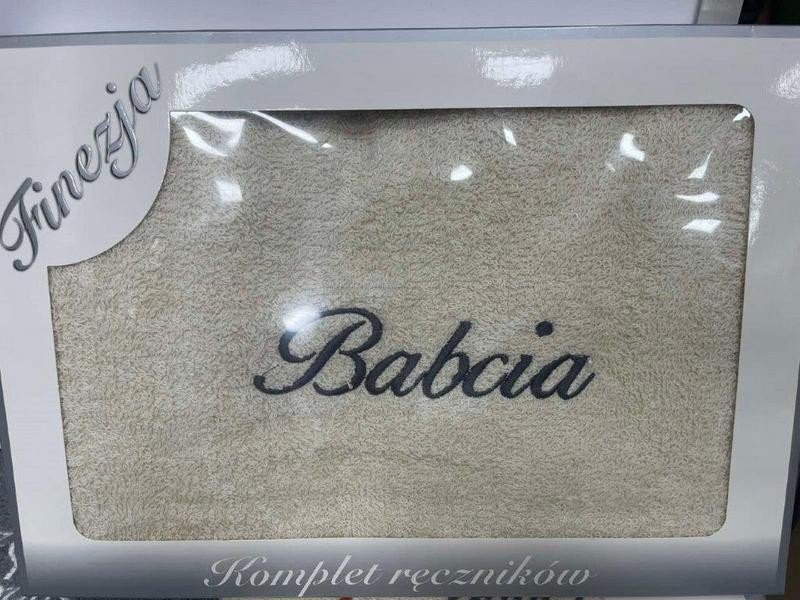 Finezja
Babcia
Komplet ręczników